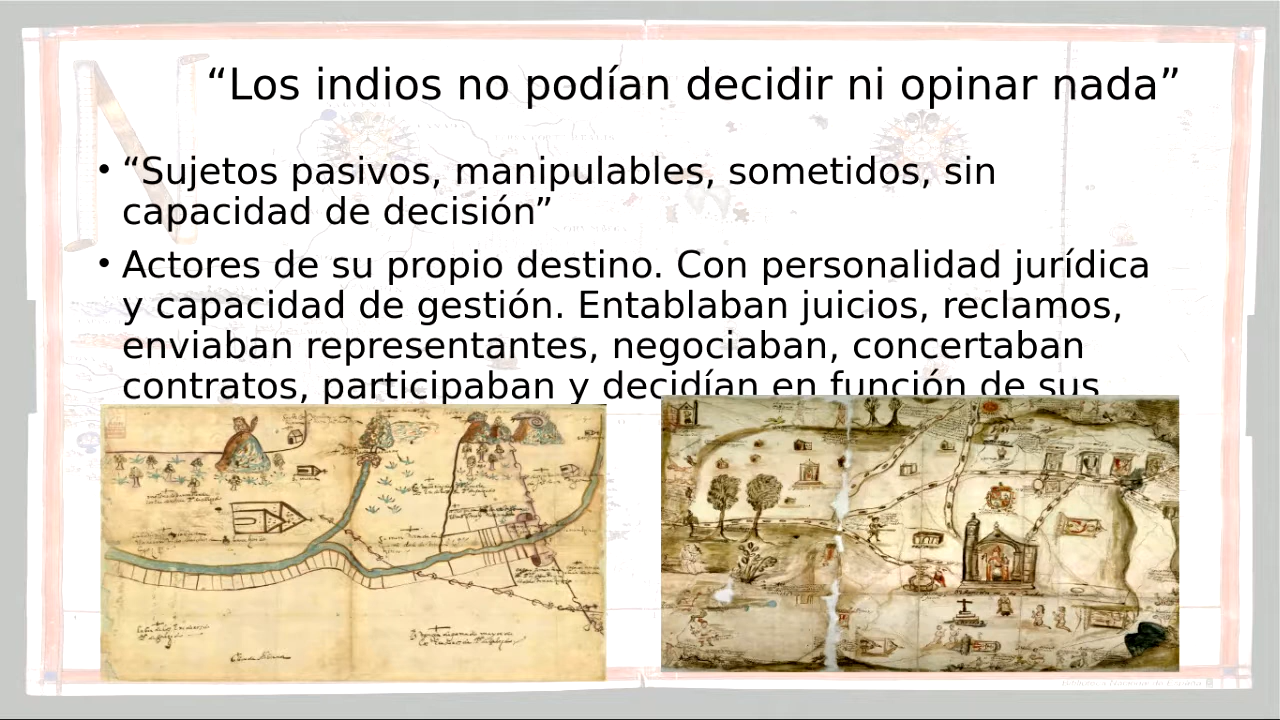 “Los indios no podían decidir ni opinar nada”
• “Sujetos pasivos, manipulables, sometidos, sin
capacidad de decisión”
• Actores de su propio destino. Con personalidad jurídica
y capacidad de gestión. Entablaban juicios, reclamos,
enviaban representantes, negociaban, concertaban
contratos, participaban y decidían en función de sus